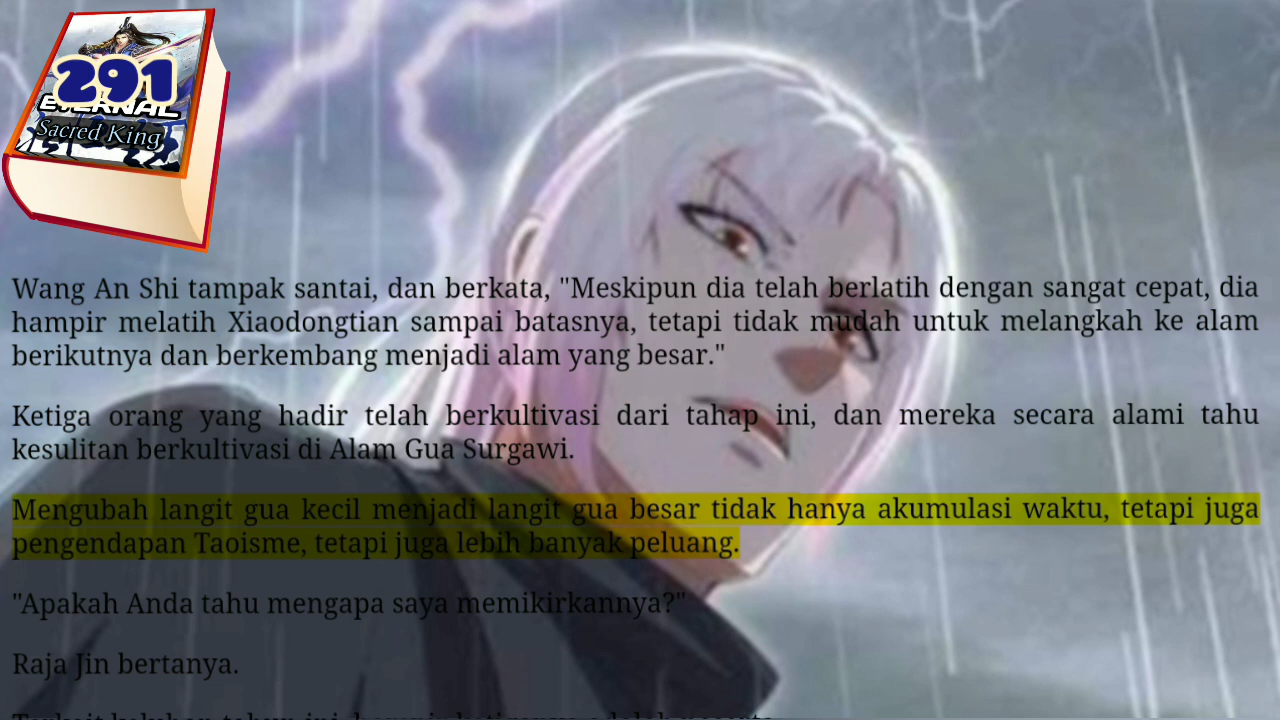 291
ETERNAL
Sacred King
Wang An Shi tampak santai, dan berkata, "Meskipun dia telah berlatih dengan sangat cepat, dia
hampir melatih Xiaodongtian sampai batasnya, tetapi tidak mudah untuk melangkah ke alam
berikutnya dan berkembang menjadi alam yang besar."
Ketiga orang yang hadir telah berkultivasi dari tahap ini, dan mereka secara alami tahu
kesulitan berkultivasi di Alam Gua Surgawi.
Mengubah langit gua kecil menjadi langit gua besar tidak hanya akumulasi waktu, tetapi juga
pengendapan Taoisme, tetapi juga lebih banyak peluang.
"Apakah Anda tahu mengapa saya memikirkannya?"
Raja Jin bertanya.